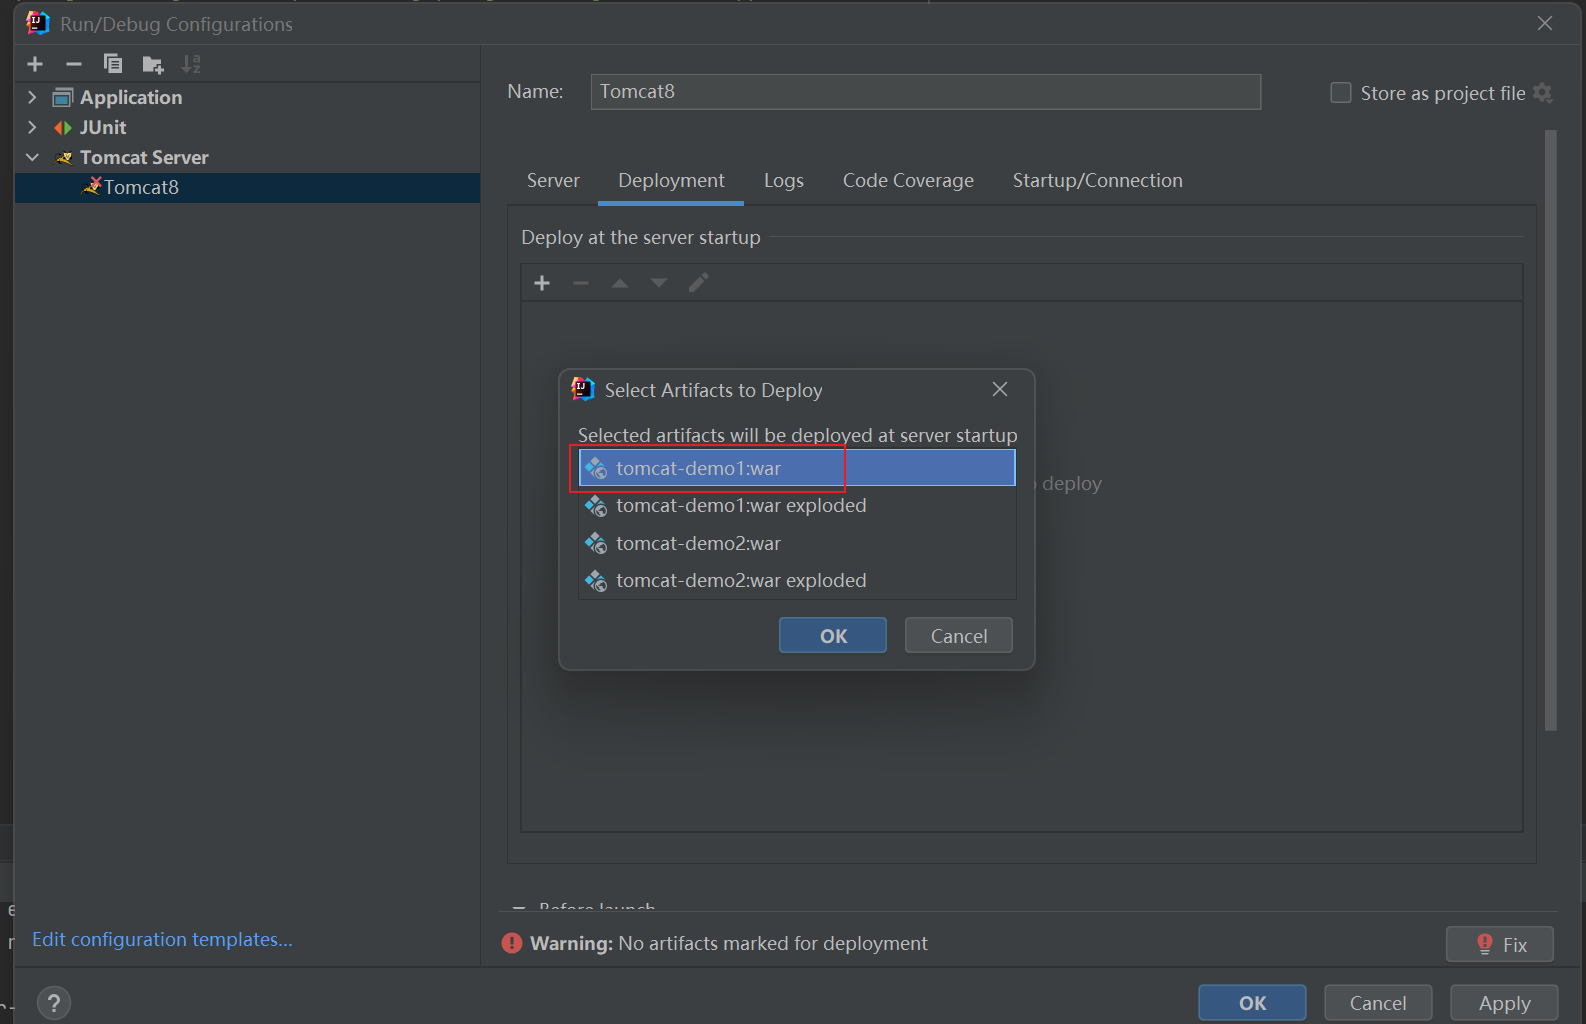 Run/Debug Configurations
Application
JUnit
Tomcat Server
Tomcat8
Edit configuration templates...
Name:
Tomcat8
Store as project file
Server
Deployment
Logs
Code Coverage
Startup/Connection
Deploy at the server startup
deploy
Select Artifacts to Deploy
Selected artifacts will be deployed at server startup
tomcat-demo1:war
tomcat-demo1:war exploded
tomcat-demo2:war
tomcat-demo2:war exploded
OK
Cancel
Before launch
Warning: No artifacts marked for deployment
Fix
?
OK
Cancel
Apply